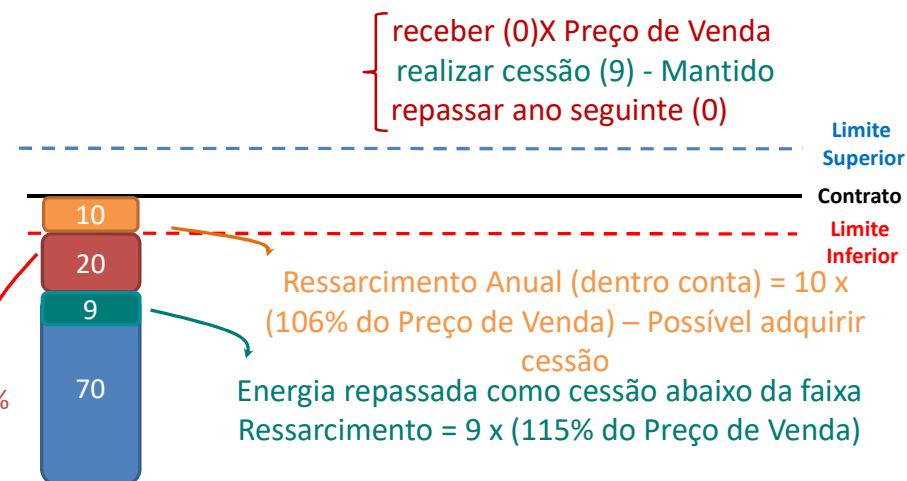 receber (0)X Preço de Venda
realizar cessão (9) - Mantido
repassar ano seguinte (0)
Limite
Superior
Contrato
Limite
Inferior
10
20
9
70
%
Ressarcimento Anual (dentro conta) = 10 x
(106% do Preço de Venda) – Possível adquirir
cessão
Energia repassada como cessão abaixo da faixa
Ressarcimento = 9 x (115% do Preço de Venda)